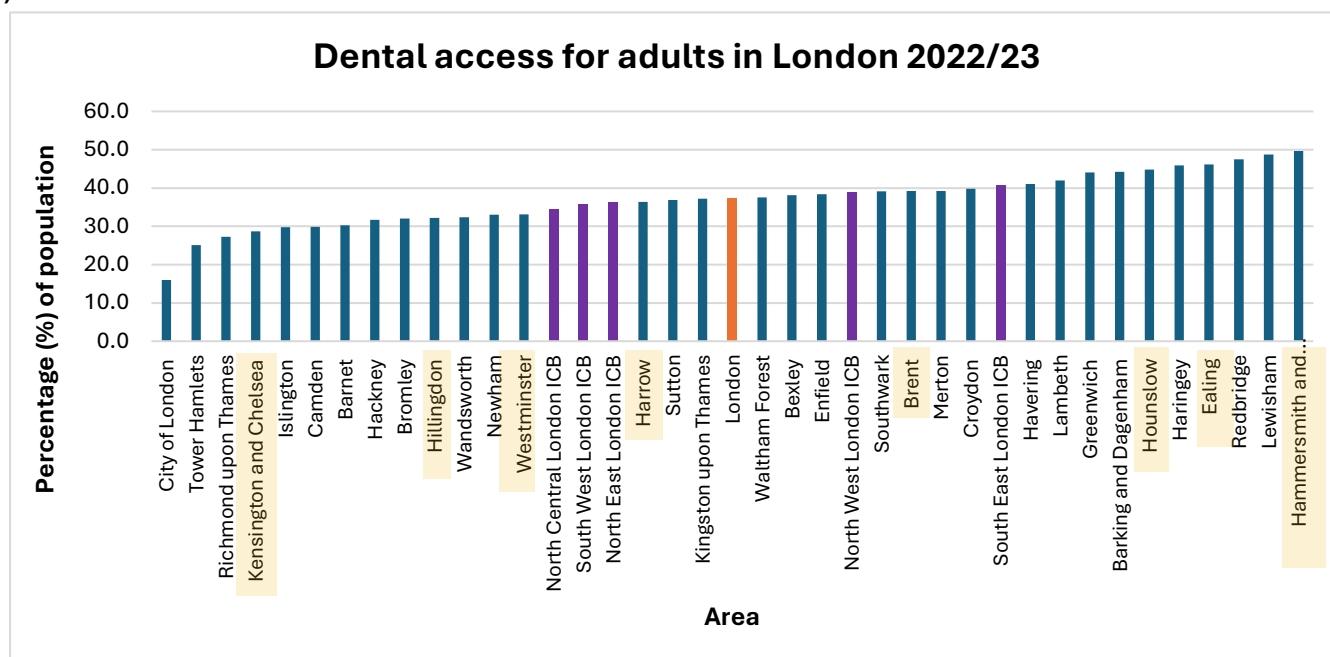 Dental access for adults in London 2022/23
Percentage (%) of population
60.0
50.0
40.0
30.0
20.0
10.0
0.0
City of London
Tower Hamlets
Richmond upon Thames
Kensington and Chelsea
Islington
Camden
Barnet
Hackney
Bromley
Hillingdon
Wandsworth
Newham
Westminster
North Central London ICB
South West London ICB
North East London ICB
Harrow
Sutton
Kingston upon Thames
London
Waltham Forest
Bexley
Enfield
North West London ICB
Southwark
Brent
Merton
Croydon
South East London ICB
Havering
Lambeth
Greenwich
Barking and Dagenham
Hounslow
Haringey
Ealing
Redbridge
Lewisham
Hammersmith and...
Area